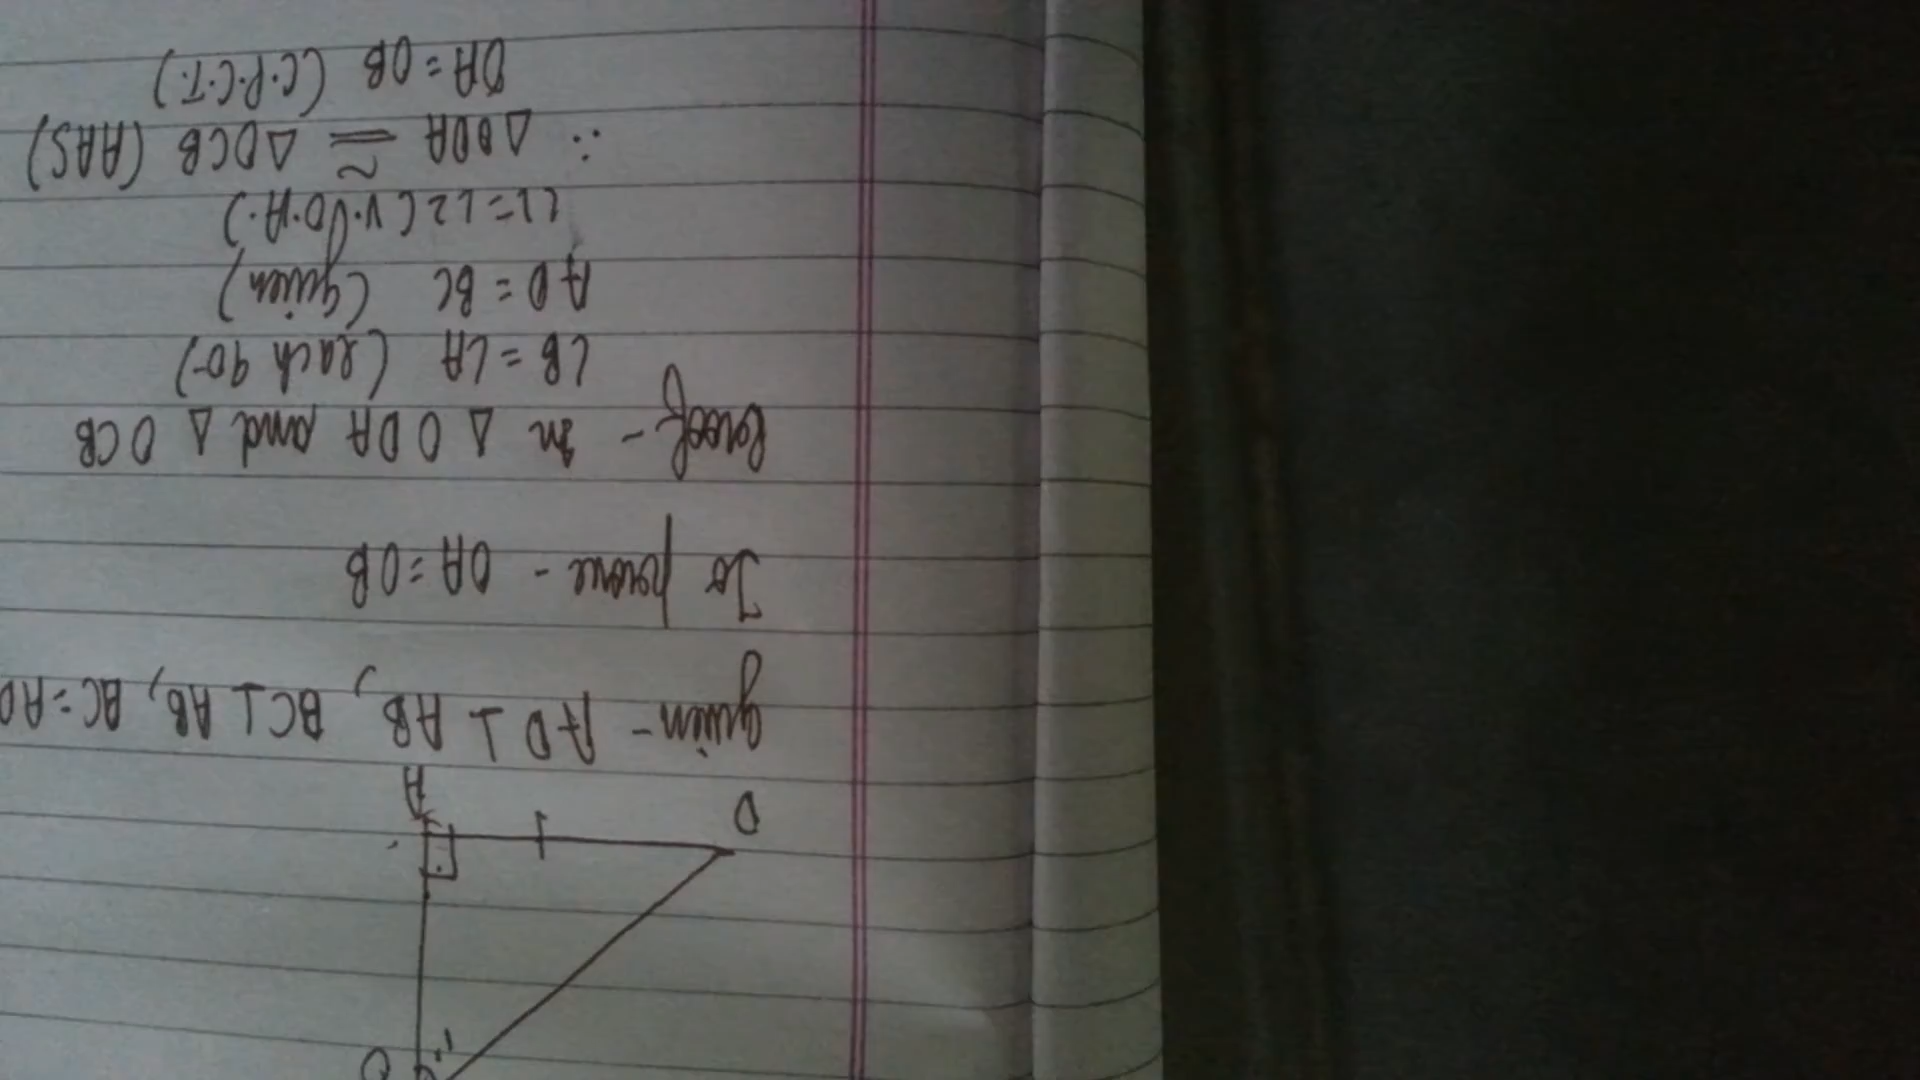 O
1
D
A
given - AD ⊥ AB, BC ⊥ AB, BC = AD
To prove - OA = OB
Proof - In △ ODA and △ OCB
∠B = ∠A (each 90°)
AD = BC (given)
∠1 = ∠2 (V.O.A.)
∴ △ODA ≅ △OCB (AAS)
OA = OB (C.P.C.T.)